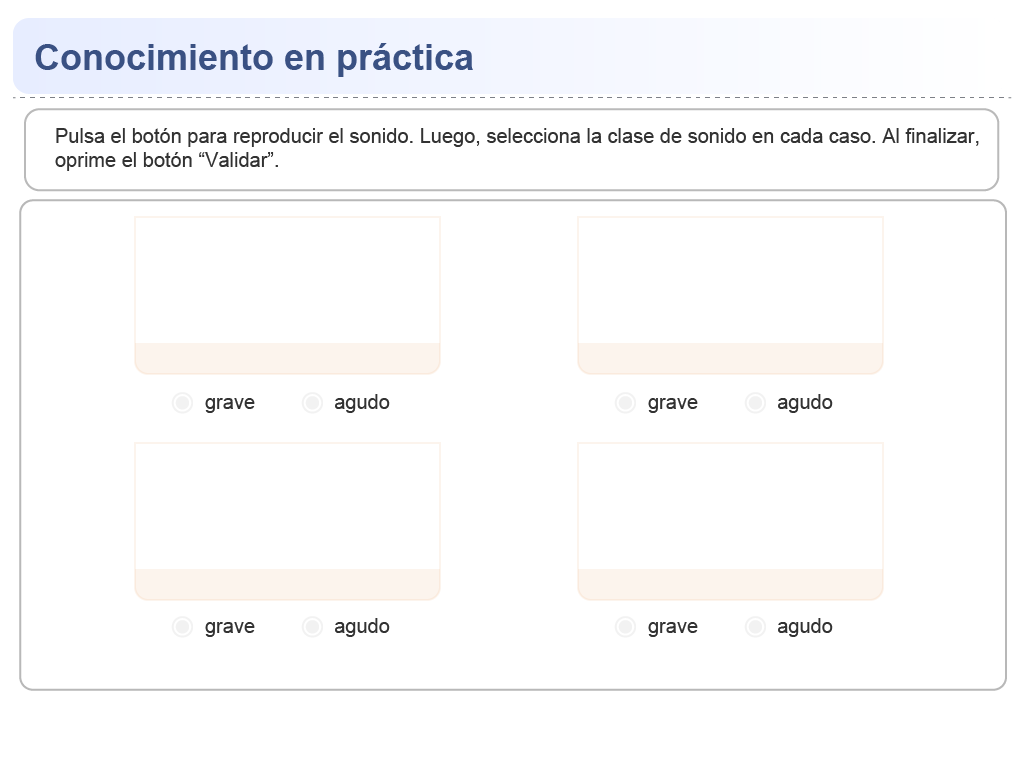 Conocimiento en práctica
Pulsa el botón para reproducir el sonido. Luego, selecciona la clase de sonido en cada caso. Al finalizar,
oprime el botón “Validar”.
grave agudo grave agudo
grave agudo grave agudo